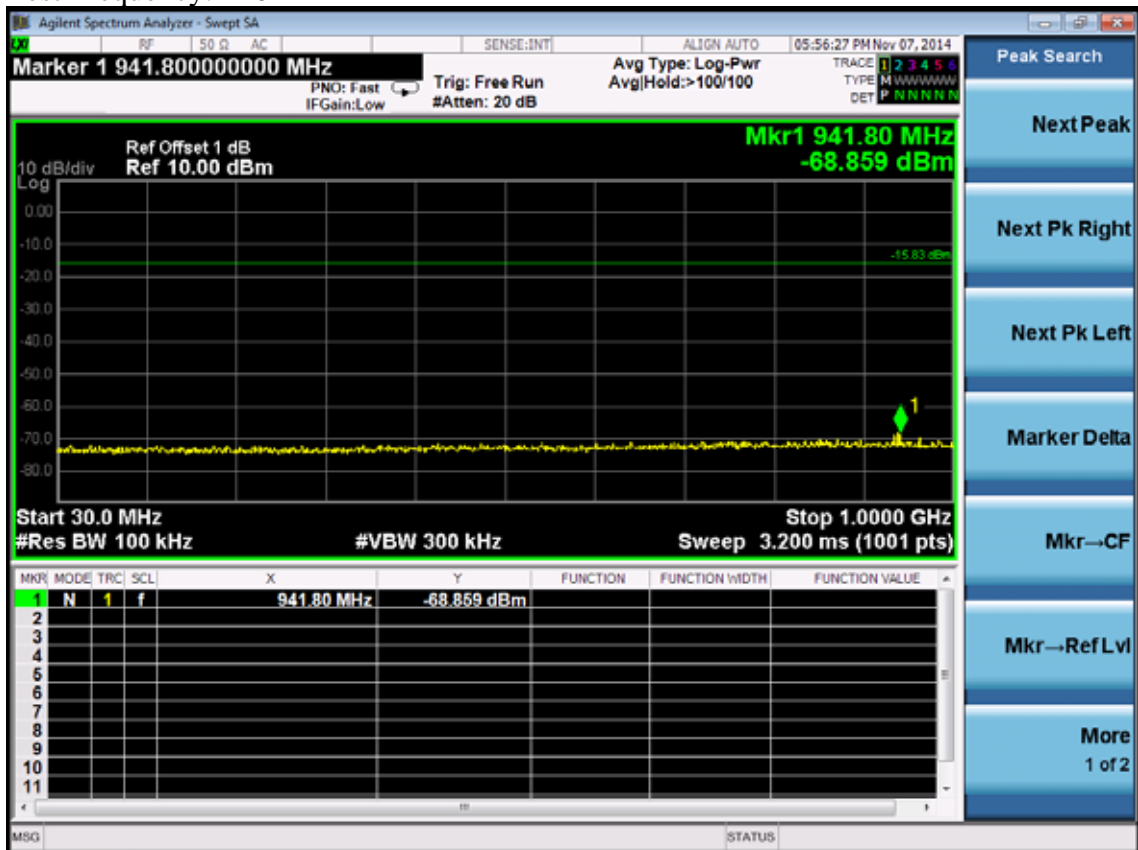 Agilent Spectrum Analyzer - Swept SA
LXI RF 50 Ω AC SENSE:INT ALIGN AUTO 05:56:27 PM Nov 07, 2014
Marker 1 941.800000000 MHz
PNO: Fast
IFGain:Low
Trig: Free Run
#Atten: 20 dB
Avg Type: Log-Pwr
Avg|Hold:>100/100
TRACE 1 2 3 4 5 6
TYPE M WWWWW
DET P N N N N N
Mkr1 941.80 MHz
-68.859 dBm
Ref Offset 1 dB
10 dB/div Ref 10.00 dBm
Log
0.00
-10.0
-15.83 dBm
-20.0
-30.0
-40.0
-50.0
-60.0
1
-70.0
-80.0
Start 30.0 MHz Stop 1.0000 GHz
#Res BW 100 kHz #VBW 300 kHz Sweep 3.200 ms (1001 pts)
MKR MODE TRC SCL X Y FUNCTION FUNCTION WIDTH FUNCTION VALUE
1 N 1 f 941.80 MHz -68.859 dBm
2
3
4
5
6
7
8
9
10
11
MSG STATUS
Peak Search
Next Peak
Next Pk Right
Next Pk Left
Marker Delta
Mkr→CF
Mkr→Ref Lvl
More
1 of 2